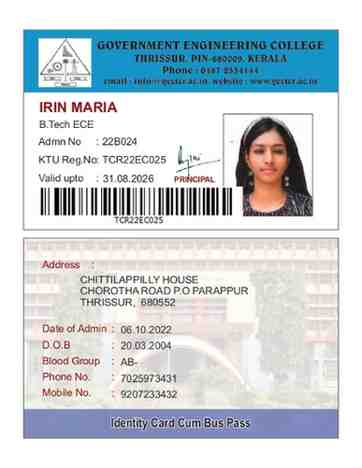 GOVERNMENT ENGINEERING COLLEGE
THRISSUR, PIN-680009, KERALA
Phone : 0487 2334144
email : info@gectcr.ac.in, website : www.gectcr.ac.in
IRIN MARIA
B.Tech ECE
Admn No : 22B024
KTU Reg.No: TCR22EC025
Valid upto : 31.08.2026
PRINCIPAL
TCR22EC025
Address :
CHITTILAPPILLY HOUSE
CHOROTHA ROAD P.O PARAPPUR
THRISSUR, 680552
Date of Admin : 06.10.2022
D.O.B : 20.03.2004
Blood Group : AB-
Phone No. : 7025973431
Mobile No. : 9207233432
Identity Card Cum Bus Pass